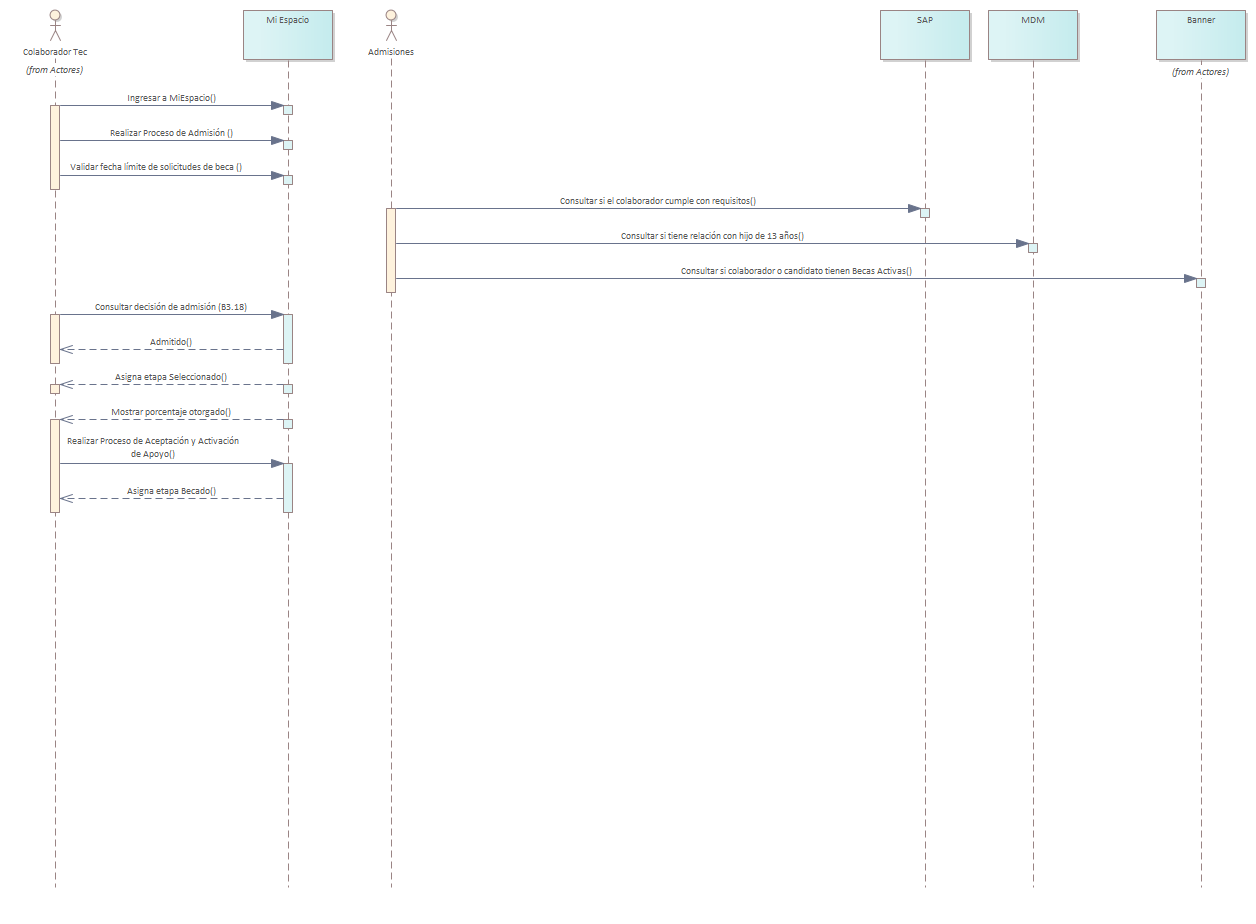 Mi Espacio
SAP
MDM
Banner
Colaborador Tec
Admisiones
(from Actores)
(from Actores)
Ingresar a MiEspacio()
Realizar Proceso de Admisión ()
Validar fecha límite de solicitudes de beca ()
Consultar si el colaborador cumple con requisitos()
Consultar si tiene relación con hijo de 13 años()
Consultar si colaborador o candidato tienen Becas Activas()
Consultar decisión de admisión (B3.18)
Admitido()
Asigna etapa Seleccionado()
Mostrar porcentaje otorgado()
Realizar Proceso de Aceptación y Activación
de Apoyo()
Asigna etapa Becado()